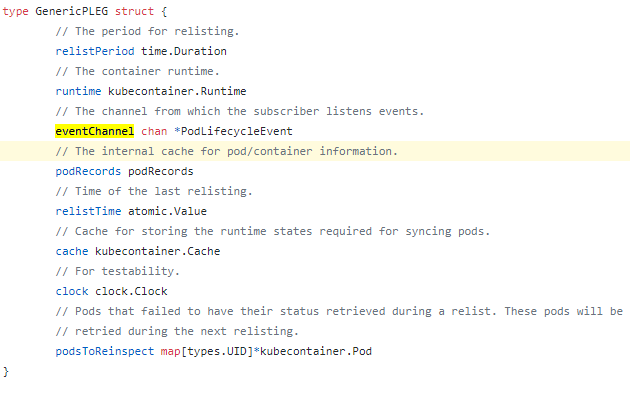 type GenericPLEG struct {
// The period for relisting.
relistPeriod time.Duration
// The container runtime.
runtime kubecontainer.Runtime
// The channel from which the subscriber listens events.
eventChannel chan *PodLifecycleEvent
// The internal cache for pod/container information.
podRecords podRecords
// Time of the last relisting.
relistTime atomic.Value
// Cache for storing the runtime states required for syncing pods.
cache kubecontainer.Cache
// For testability.
clock clock.Clock
// Pods that failed to have their status retrieved during a relist. These pods will be
// retried during the next relisting.
podsToReinspect map[types.UID]*kubecontainer.Pod
}